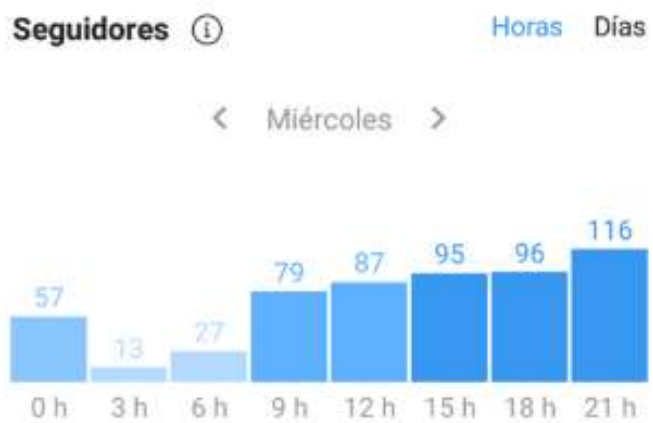 Seguidores ⓘ Horas Días
< Miércoles >
116
95 96
87
79
57
27
13
0 h 3 h 6 h 9 h 12 h 15 h 18 h 21 h